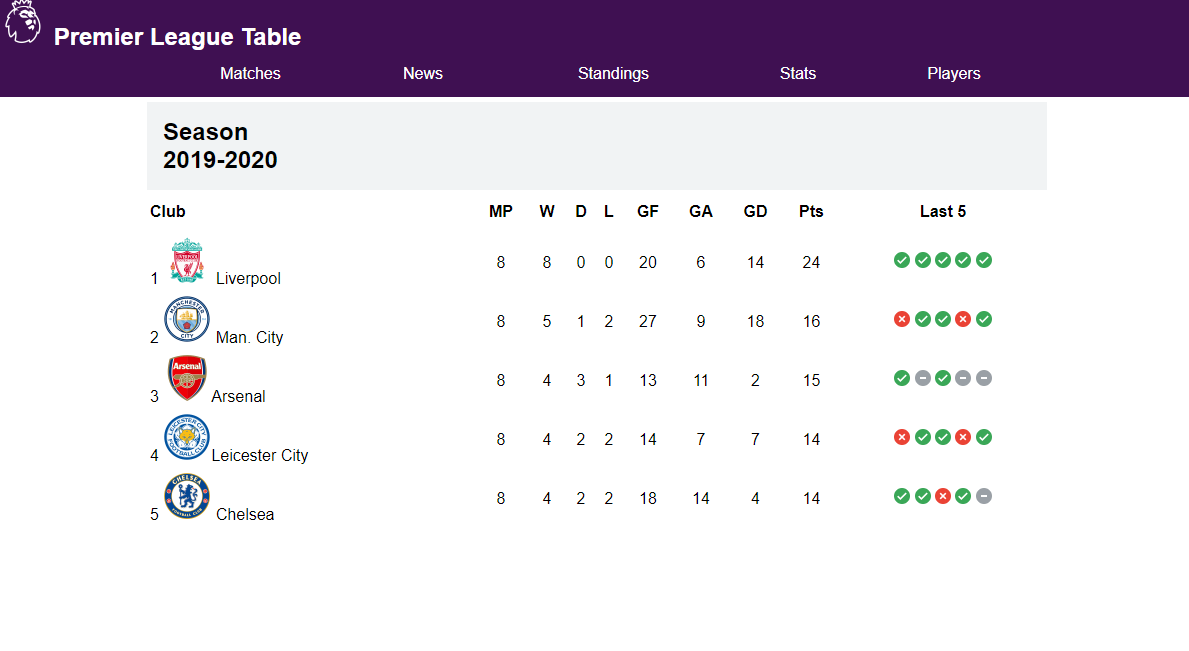 Premier League Table
Matches News Standings Stats Players
Season
2019-2020
Club MP W D L GF GA GD Pts Last 5
1 Liverpool 8 8 0 0 20 6 14 24
2 Man. City 8 5 1 2 27 9 18 16
3 Arsenal 8 4 3 1 13 11 2 15
4 Leicester City 8 4 2 2 14 7 7 14
5 Chelsea 8 4 2 2 18 14 4 14